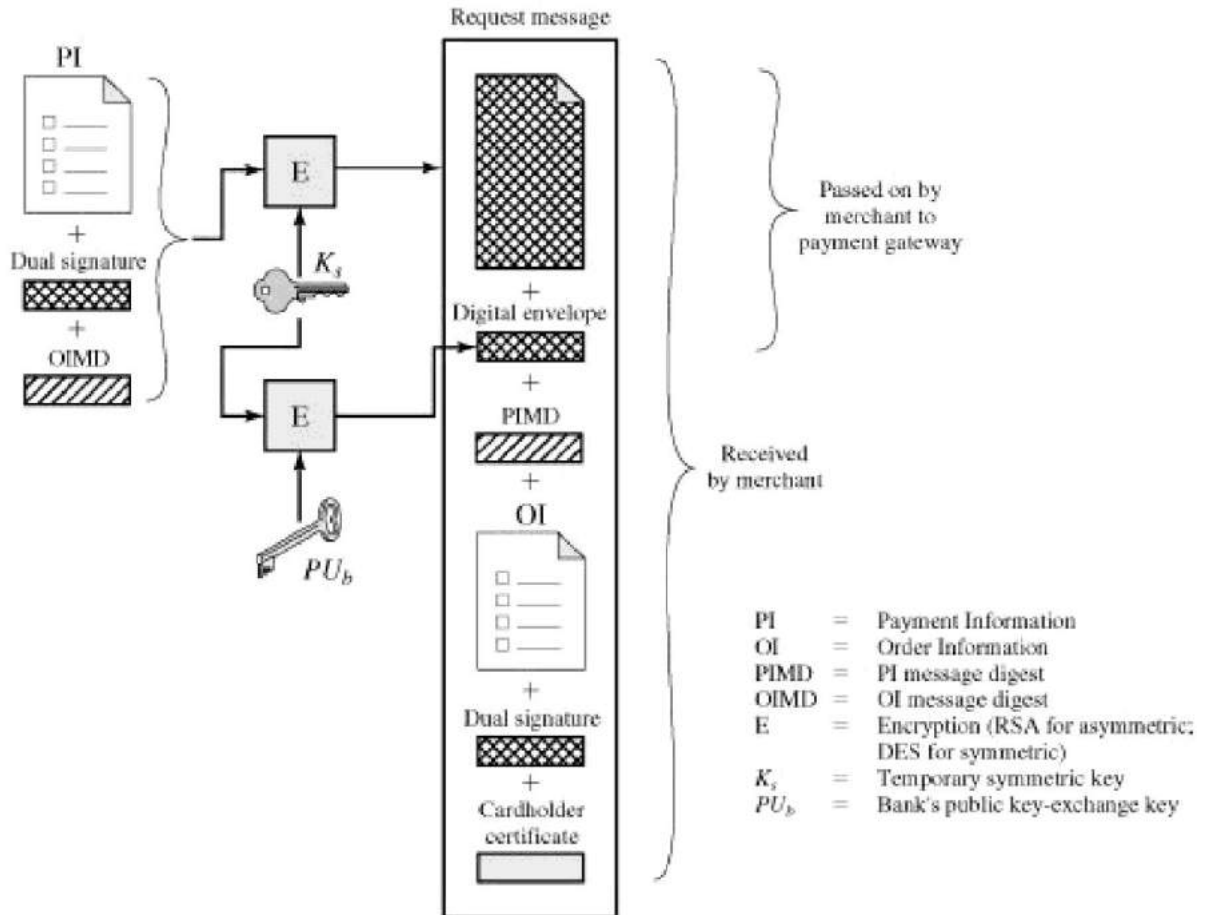 Request message
PI
+
Dual signature
+
OIMD
E
K_s
E
PU_b
+
Digital envelope
+
PIMD
+
OI
+
Dual signature
+
Cardholder
certificate
Passed on by
merchant to
payment gateway
Received
by merchant
PI = Payment Information
OI = Order Information
PIMD = PI message digest
OIMD = OI message digest
E = Encryption (RSA for asymmetric;
DES for symmetric)
K_s = Temporary symmetric key
PU_b = Bank's public key-exchange key